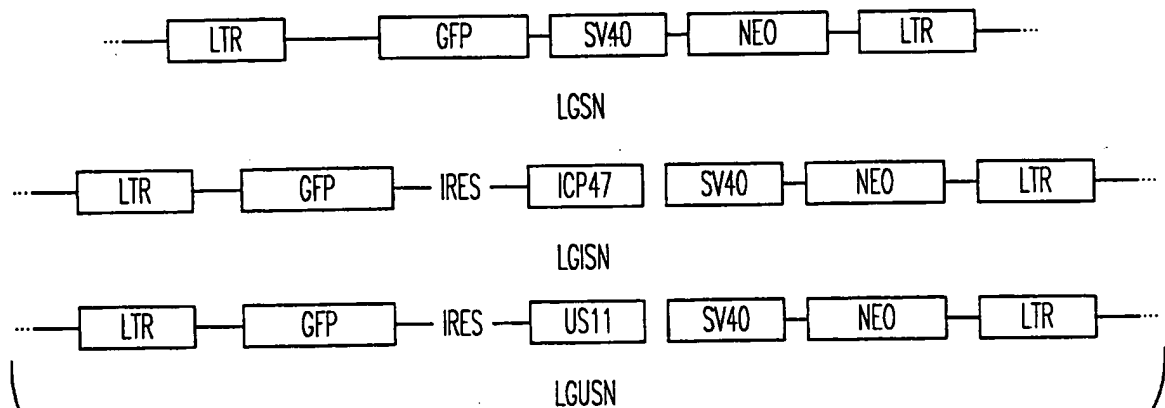 LTR GFP SV40 NEO LTR
LGSN
LTR GFP IRES ICP47 SV40 NEO LTR
LGISN
LTR GFP IRES US11 SV40 NEO LTR
LGUSN